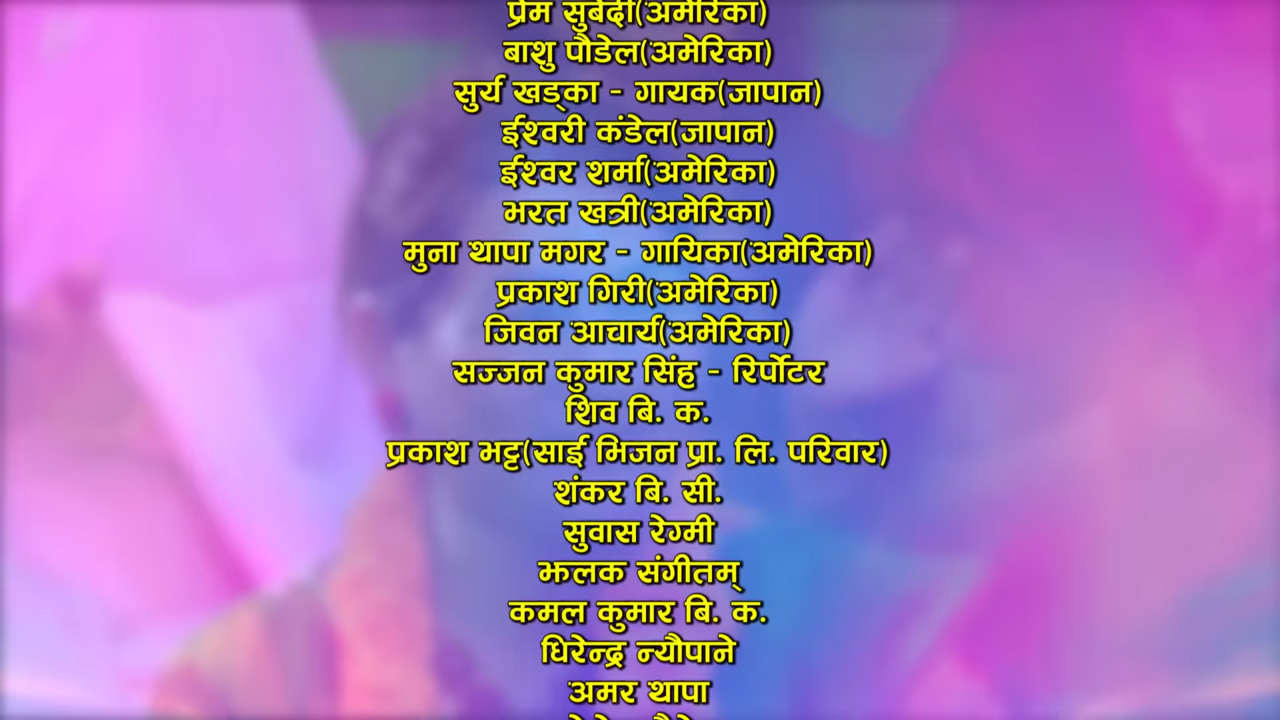 प्रेम सुबेदी(अमेरिका)
बाशु पौडेल(अमेरिका)
सुर्य खड्का - गायक(जापान)
ईश्वरी कंडेल(जापान)
ईश्वर शर्मा(अमेरिका)
भरत खत्री(अमेरिका)
मुना थापा मगर - गायिका(अमेरिका)
प्रकाश गिरी(अमेरिका)
जिवन आचार्य(अमेरिका)
सज्जन कुमार सिंह - रिर्पोटर
शिव बि. क.
प्रकाश भट्ट(साई भिजन प्रा. लि. परिवार)
शंकर बि. सी.
सुवास रेग्मी
झलक संगीतम्
कमल कुमार बि. क.
धिरेन्द्र न्यौपाने
अमर थापा